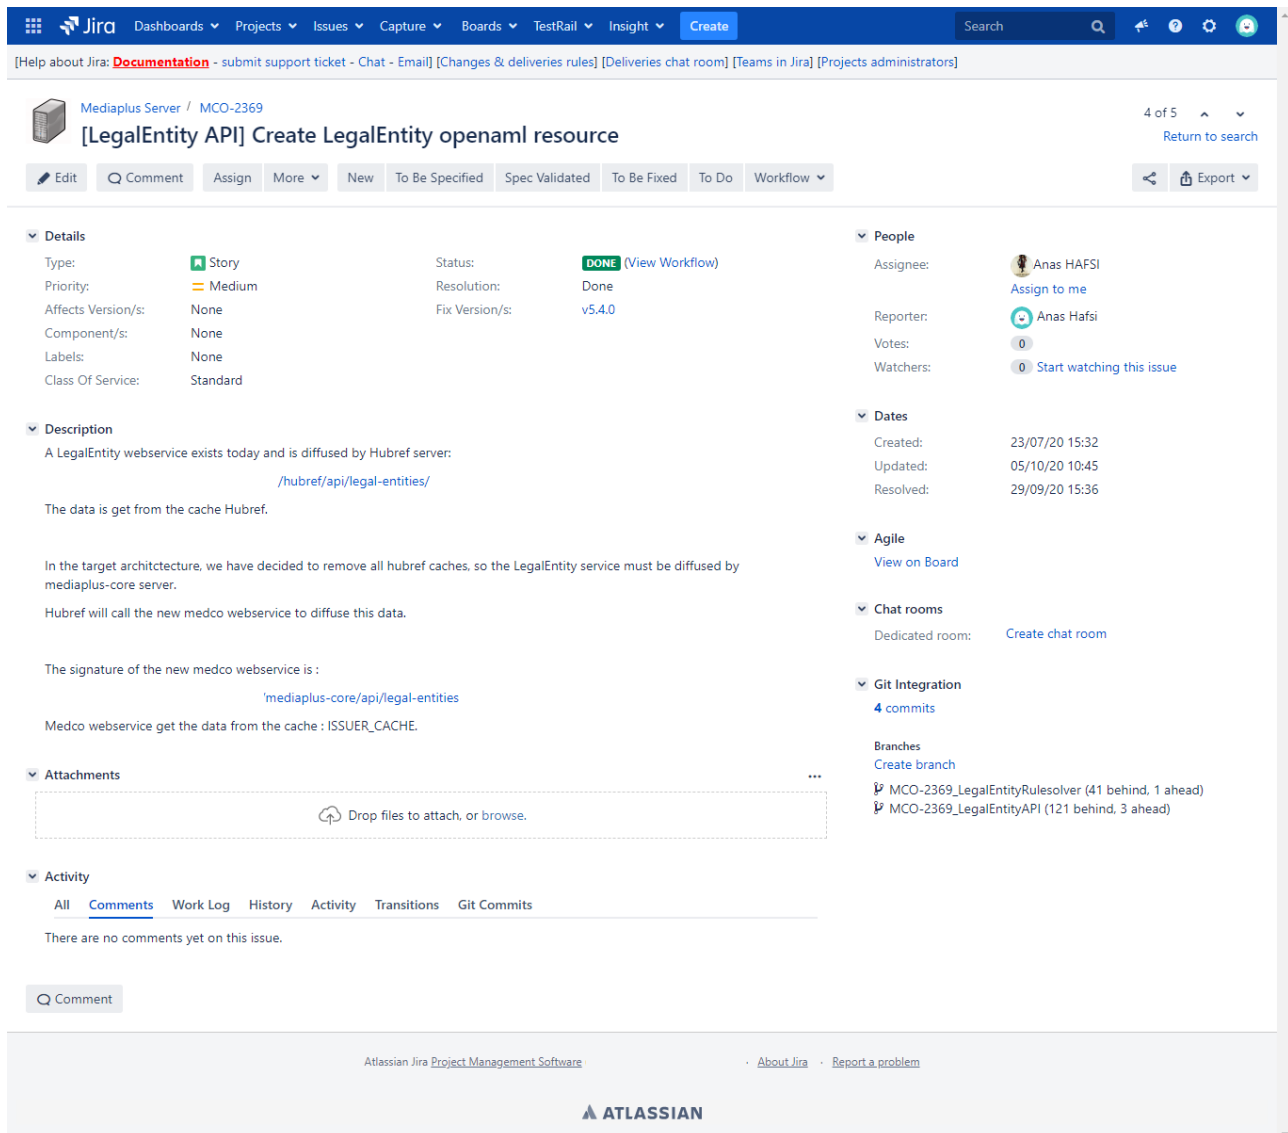 Jira Dashboards Projects Issues Capture Boards TestRail Insight Create Search
[Help about Jira: Documentation - submit support ticket - Chat - Email] [Changes & deliveries rules] [Deliveries chat room] [Teams in Jira] [Projects administrators]
Mediaplus Server / MCO-2369
[LegalEntity API] Create LegalEntity openaml resource
4 of 5
Return to search
Edit Comment Assign More New To Be Specified Spec Validated To Be Fixed To Do Workflow Export
Details
Type: Story Status: DONE (View Workflow)
Priority: Medium Resolution: Done
Affects Version/s: None Fix Version/s: v5.4.0
Component/s: None
Labels: None
Class Of Service: Standard
Description
A LegalEntity webservice exists today and is diffused by Hubref server:
/hubref/api/legal-entities/
The data is get from the cache Hubref.
In the target architctecture, we have decided to remove all hubref caches, so the LegalEntity service must be diffused by
mediaplus-core server.
Hubref will call the new medco webservice to diffuse this data.
The signature of the new medco webservice is :
'mediaplus-core/api/legal-entities
Medco webservice get the data from the cache : ISSUER_CACHE.
Attachments
Drop files to attach, or browse.
Activity
All Comments Work Log History Activity Transitions Git Commits
There are no comments yet on this issue.
Comment
People
Assignee: Anas HAFSI
Assign to me
Reporter: Anas Hafsi
Votes: 0
Watchers: 0 Start watching this issue
Dates
Created: 23/07/20 15:32
Updated: 05/10/20 10:45
Resolved: 29/09/20 15:36
Agile
View on Board
Chat rooms
Dedicated room: Create chat room
Git Integration
4 commits
Branches
Create branch
MCO-2369_LegalEntityRulesolver (41 behind, 1 ahead)
MCO-2369_LegalEntityAPI (121 behind, 3 ahead)
Atlassian Jira Project Management Software · About Jira · Report a problem
ATLASSIAN